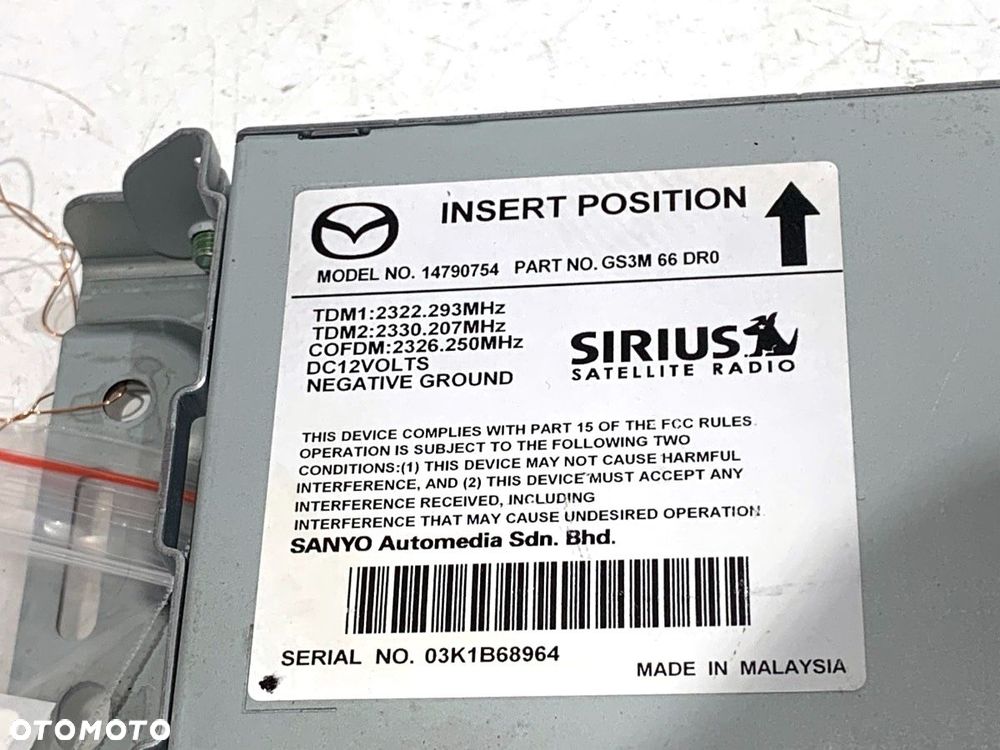 INSERT POSITION
MODEL NO. 14790754 PART NO. GS3M 66 DR0
TDM1:2322.293MHz
TDM2:2330.207MHz
COFDM:2326.250MHz
DC12VOLTS
NEGATIVE GROUND
SIRIUS
SATELLITE RADIO
THIS DEVICE COMPLIES WITH PART 15 OF THE FCC RULES.
OPERATION IS SUBJECT TO THE FOLLOWING TWO
CONDITIONS:(1) THIS DEVICE MAY NOT CAUSE HARMFUL
INTERFERENCE, AND (2) THIS DEVICE MUST ACCEPT ANY
INTERFERENCE RECEIVED, INCLUDING
INTERFERENCE THAT MAY CAUSE UNDESIRED OPERATION.
SANYO Automedia Sdn. Bhd.
SERIAL NO. 03K1B68964
MADE IN MALAYSIA
OTOMOTO